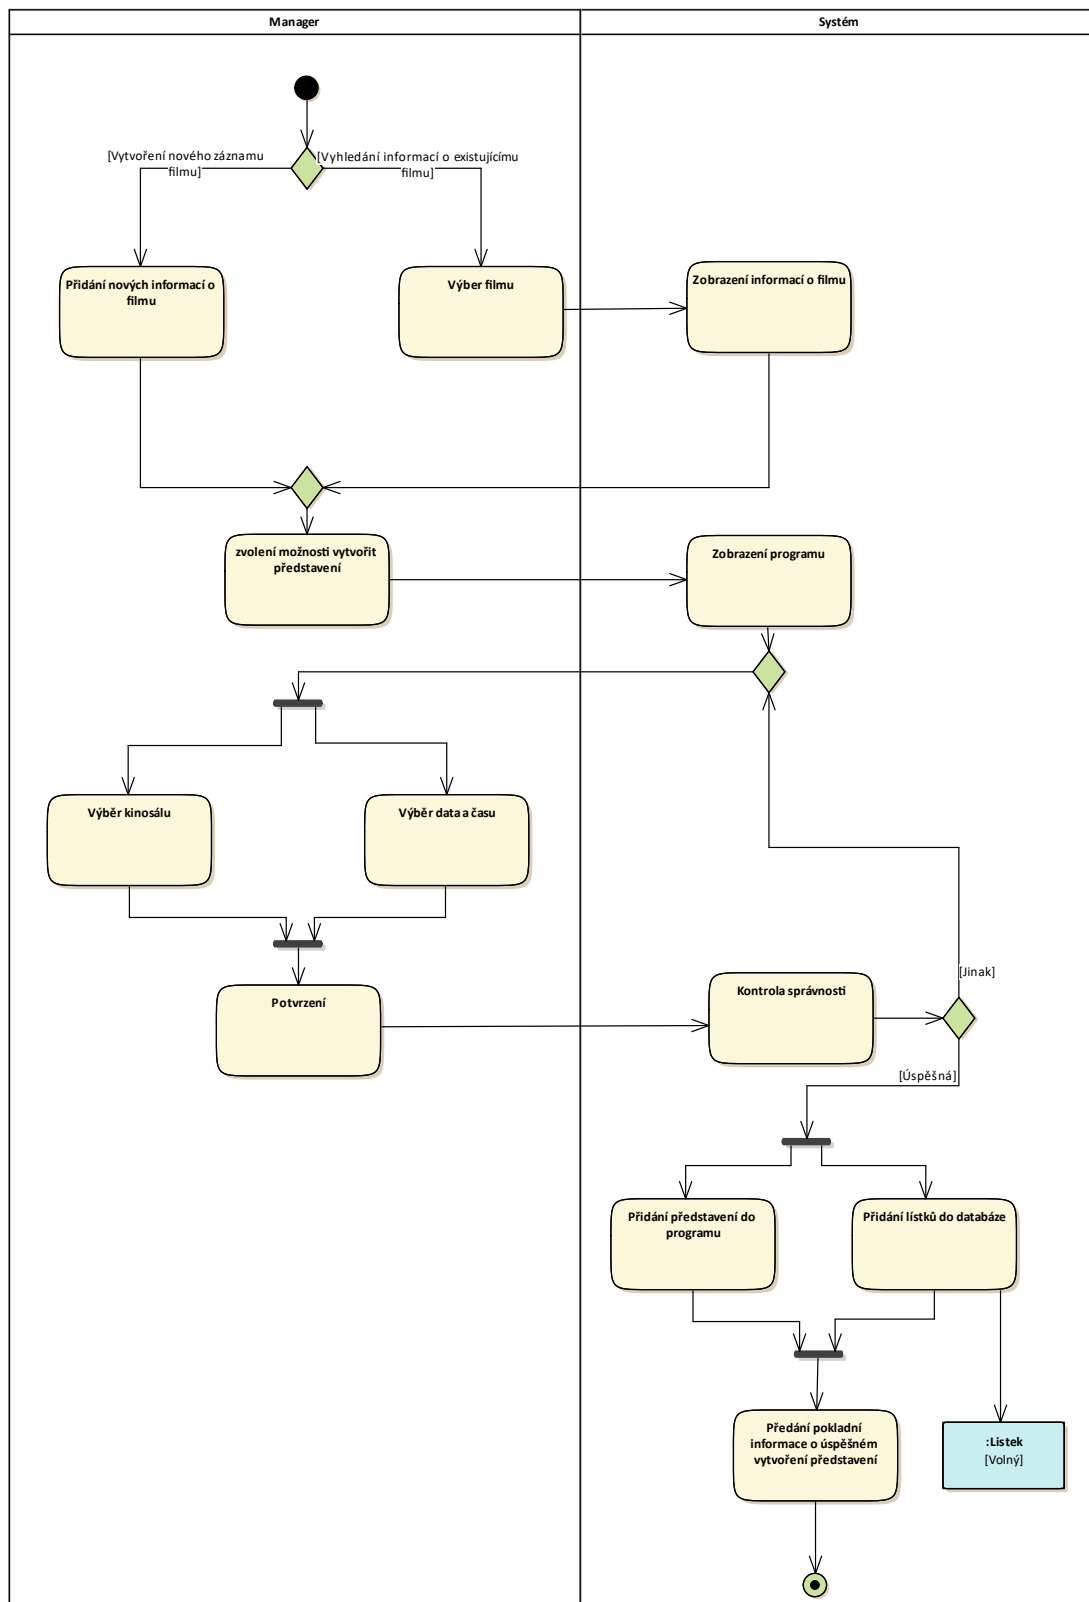 Manager
Systém
[Vytvoření nového záznamu
filmu]
[Vyhledání informací o existujícímu
filmu]
Přidání nových informací o
filmu
Výber filmu
Zobrazení informací o filmu
zvolení možnosti vytvořit
představení
Zobrazení programu
Výběr kinosálu
Výběr data a času
[Jinak]
Potvrzení
Kontrola správnosti
[Úspěšná]
Přidání představení do
programu
Přidání lístků do databáze
Předání pokladní
informace o úspěšném
vytvoření představení
:Listek
[Volný]